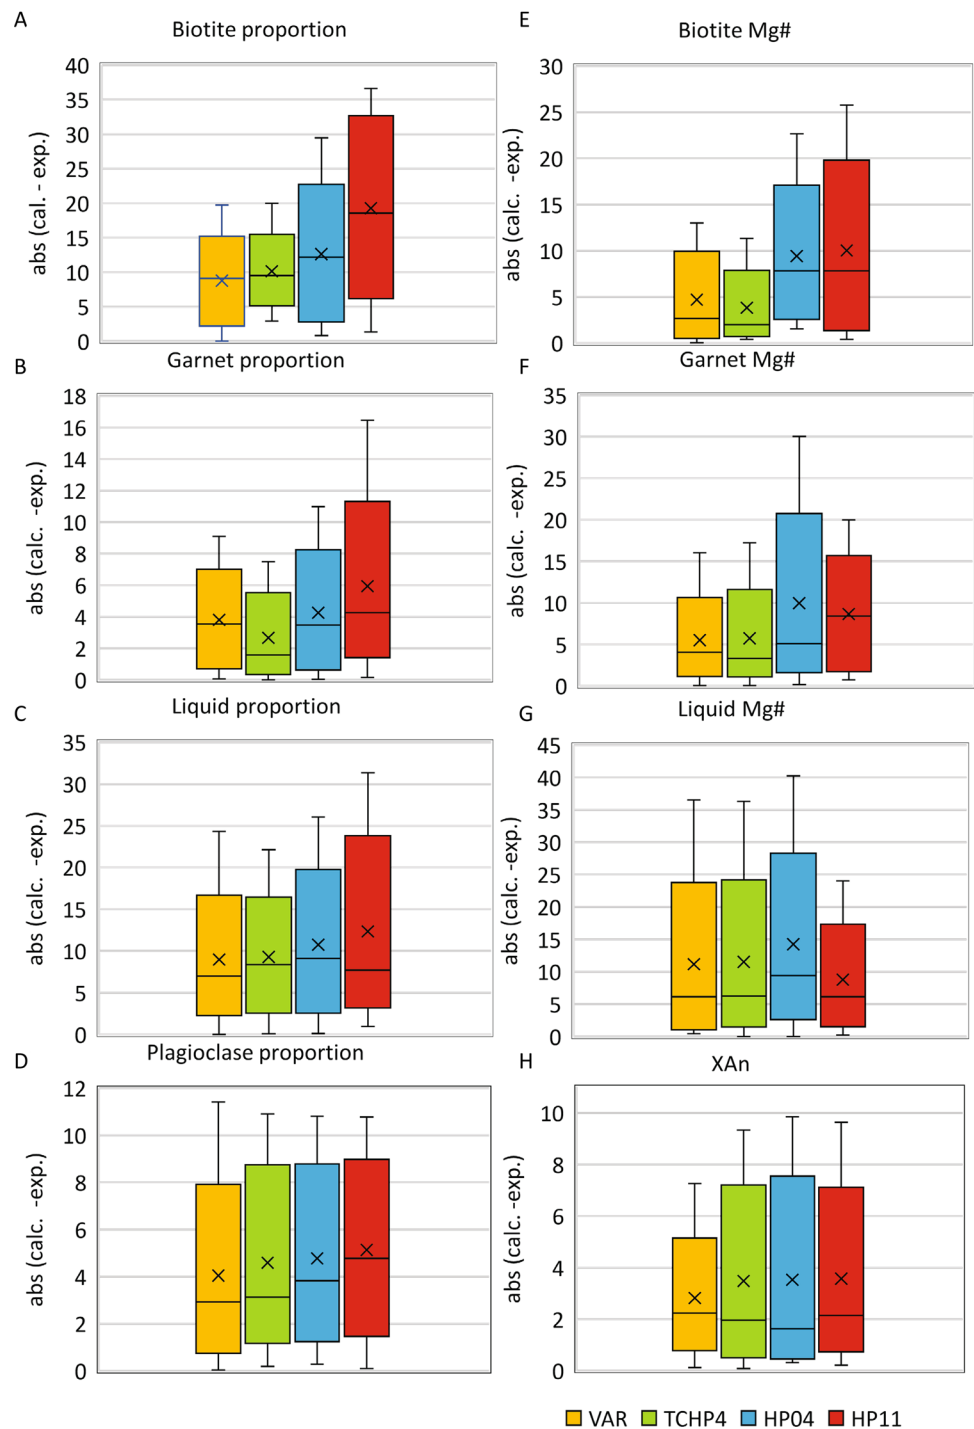 A
Biotite proportion
40
35
30
25
20
15
10
5
0
abs (cal. - exp.)
E
Biotite Mg#
30
25
20
15
10
5
0
abs (calc. -exp.)
B
Garnet proportion
18
16
14
12
10
8
6
4
2
0
abs (calc. -exp.)
F
Garnet Mg#
35
30
25
20
15
10
5
0
abs (calc. -exp.)
C
Liquid proportion
35
30
25
20
15
10
5
0
abs (calc. -exp.)
G
Liquid Mg#
45
40
35
30
25
20
15
10
5
0
abs (calc. -exp.)
D
Plagioclase proportion
12
10
8
6
4
2
0
abs (calc. -exp.)
H
XAn
10
8
6
4
2
0
abs (calc. -exp.)
VAR TCHP4 HP04 HP11